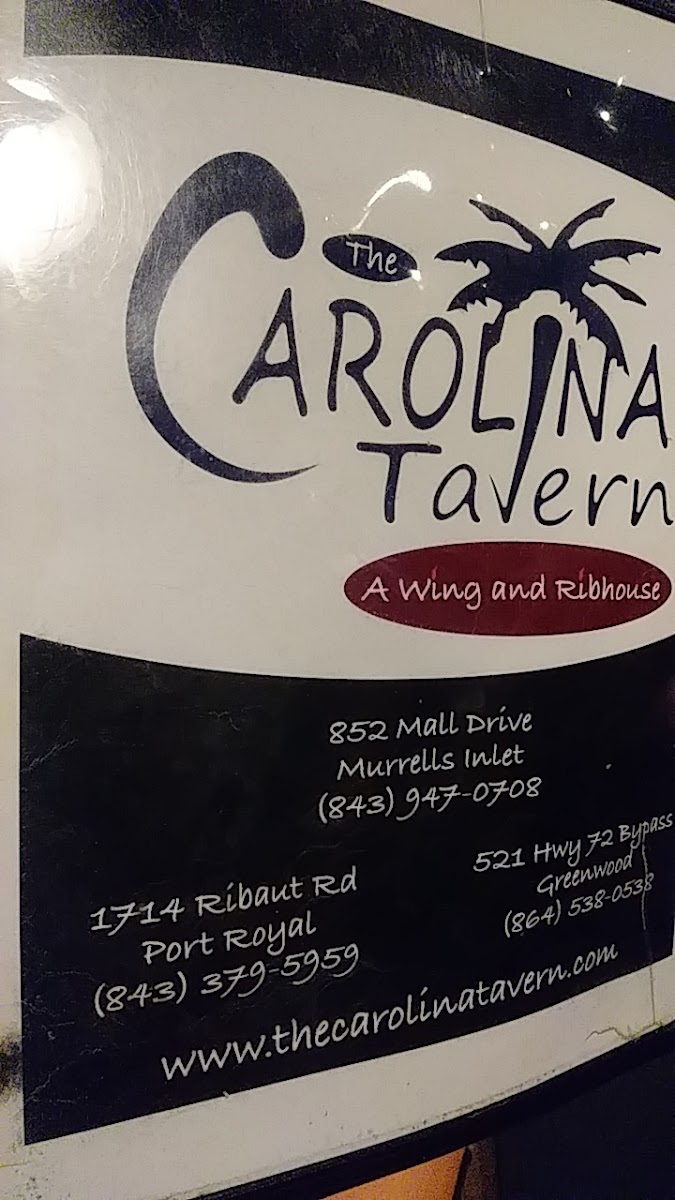 The
CAROLINA
Tavern
A Wing and Ribhouse
852 Mall Drive
Murrells Inlet
(843) 947-0708
1714 Ribaut Rd
Port Royal
(843) 379-5959
521 Hwy 72 Bypass
Greenwood
(864) 538-0538
www.thecarolinatavern.com